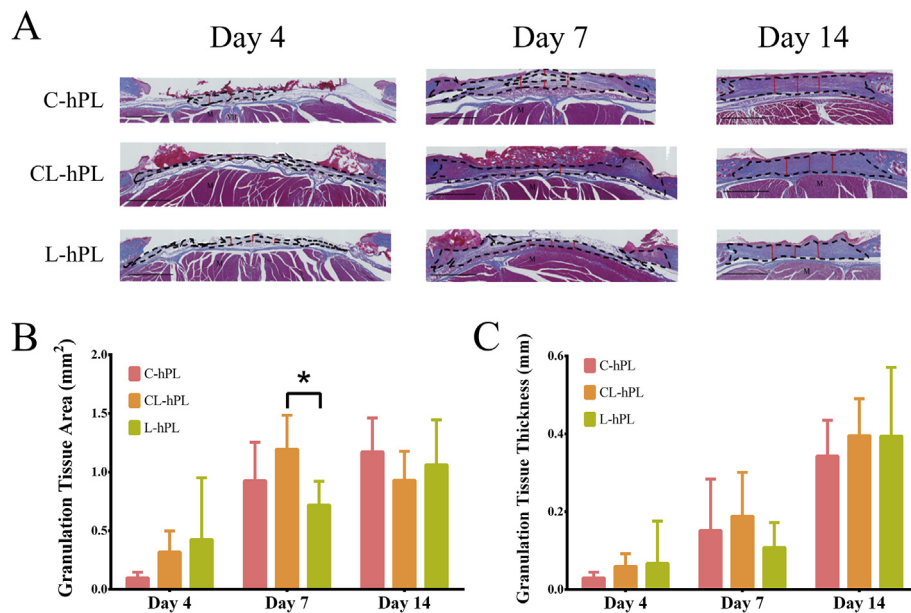 A
Day 4
Day 7
Day 14
C-hPL
M
VB
CL-hPL
M
M
L-hPL
M
M
B
Granulation Tissue Area (mm²)
2.0
1.5
1.0
0.5
0.0
C-hPL
CL-hPL
L-hPL
*
Day 4
Day 7
Day 14
C
Granulation Tissue Thickness (mm)
0.6
0.4
0.2
0.0
C-hPL
CL-hPL
L-hPL
Day 4
Day 7
Day 14